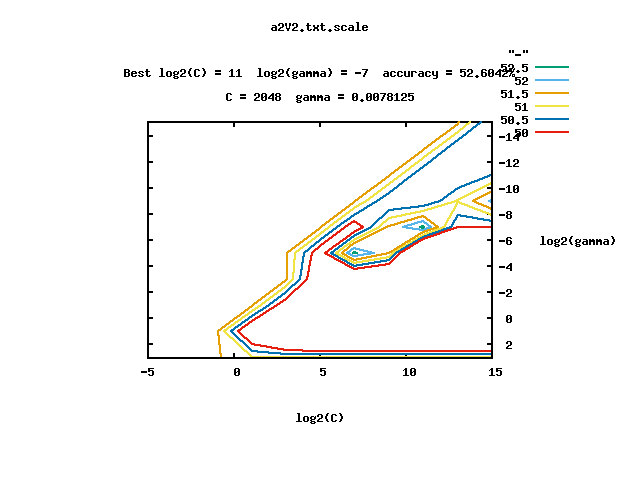 a2V2.txt.scale
"-"
Best log2(C) = 11  log2(gamma) = -7  accuracy = 52.6042%
C = 2048  gamma = 0.0078125
52.5
52
51.5
51
50.5
50
-14
-12
-10
-8
-6
-4
-2
0
2
log2(gamma)
-5 0 5 10 15
log2(C)